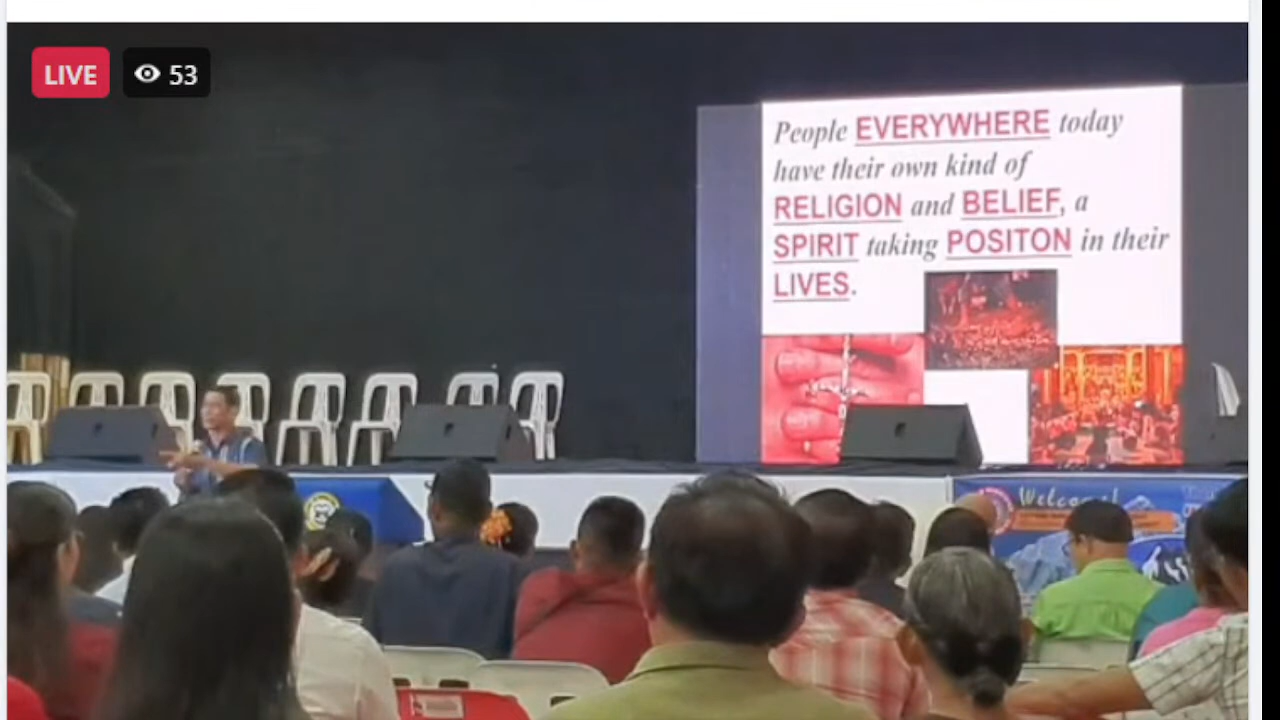 LIVE 53
People EVERYWHERE today
have their own kind of
RELIGION and BELIEF, a
SPIRIT taking POSITON in their
LIVES.
Welcome!